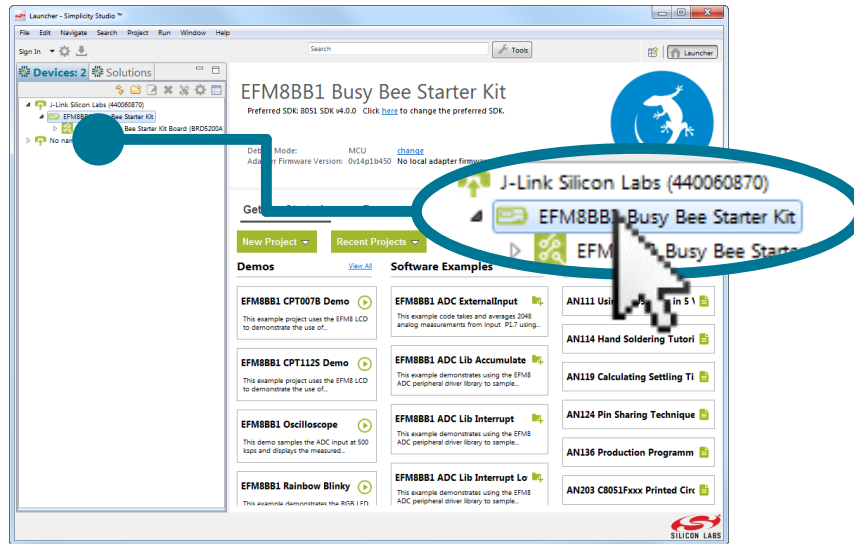 Launcher - Simplicity Studio ™
File Edit Navigate Search Project Run Window Help
Sign In
Search
Tools
Launcher
Devices: 2
Solutions
J-Link Silicon Labs (440060870)
EFM8BB Bee Starter Kit
Bee Starter Kit Board (BRD5200A
No nam
EFM8BB1 Busy Bee Starter Kit
Preferred SDK: 8051 SDK v4.0.0 Click here to change the preferred SDK.
Mode: MCU change
Adapter Firmware Version: 0v14p1b450 No local adapter firmwa
J-Link Silicon Labs (440060870)
EFM8BB1 Busy Bee Starter Kit
EFM Busy Bee Starte
New Project
Recent Projects
Demos
View All
Software Examples
EFM8BB1 CPT007B Demo
This example project uses the EFM8 LCD
to demonstrate the use of...
EFM8BB1 CPT112S Demo
This example project uses the EFM8 LCD
to demonstrate the use of...
EFM8BB1 Oscilloscope
This demo samples the ADC input at 500
ksps and displays the measured...
EFM8BB1 Rainbow Blinky
This example demonstrates the RGB LED
EFM8BB1 ADC ExternalInput
This example code takes and averages 2048
analog measurements from input P1.7 using...
EFM8BB1 ADC Lib Accumulate
This example demonstrates using the EFM8
ADC peripheral driver library to sample...
EFM8BB1 ADC Lib Interrupt
This example demonstrates using the EFM8
ADC peripheral driver library to sample...
EFM8BB1 ADC Lib Interrupt Lo
This example demonstrates using the EFM8
ADC peripheral driver library to sample...
AN111 Usin in 5 V
AN114 Hand Soldering Tutori
AN119 Calculating Settling Ti
AN124 Pin Sharing Technique
AN136 Production Programm
AN203 C8051Fxxx Printed Circ
SILICON LABS